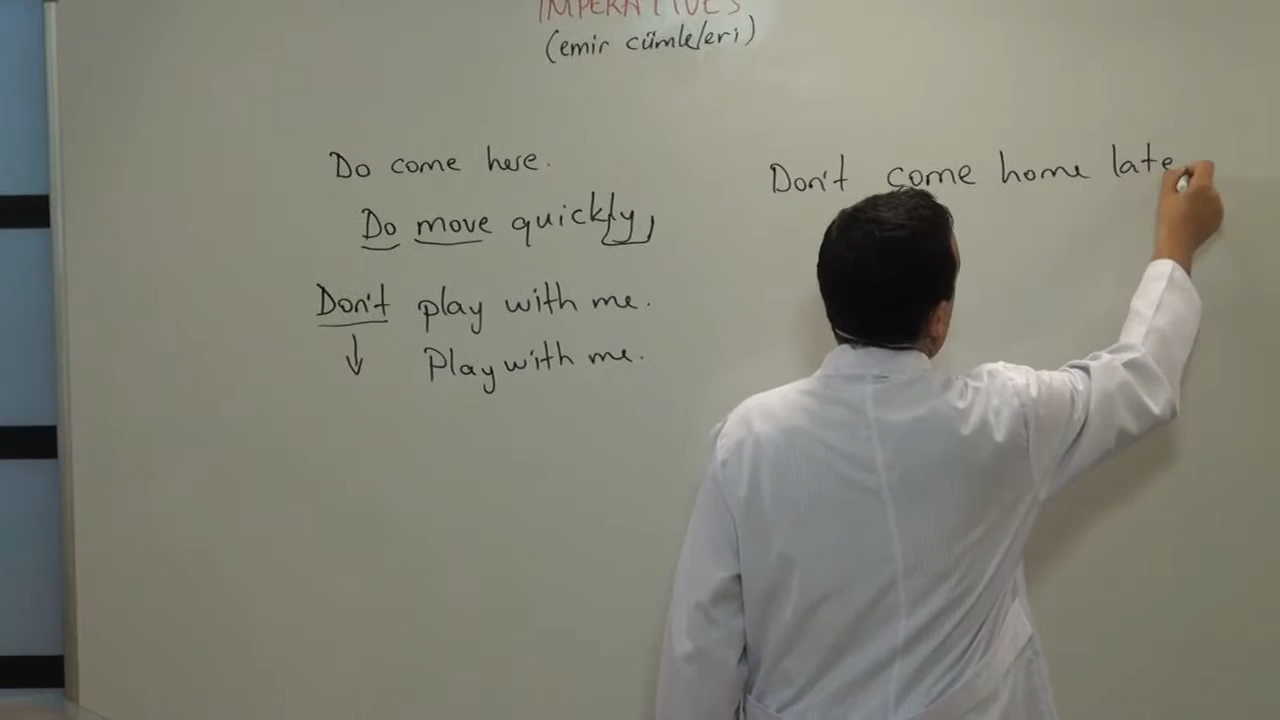 IMPERATIVES
(emir cümleleri)
Do come here.
Do move quickly
Don't play with me.
Play with me.
Don't come home late